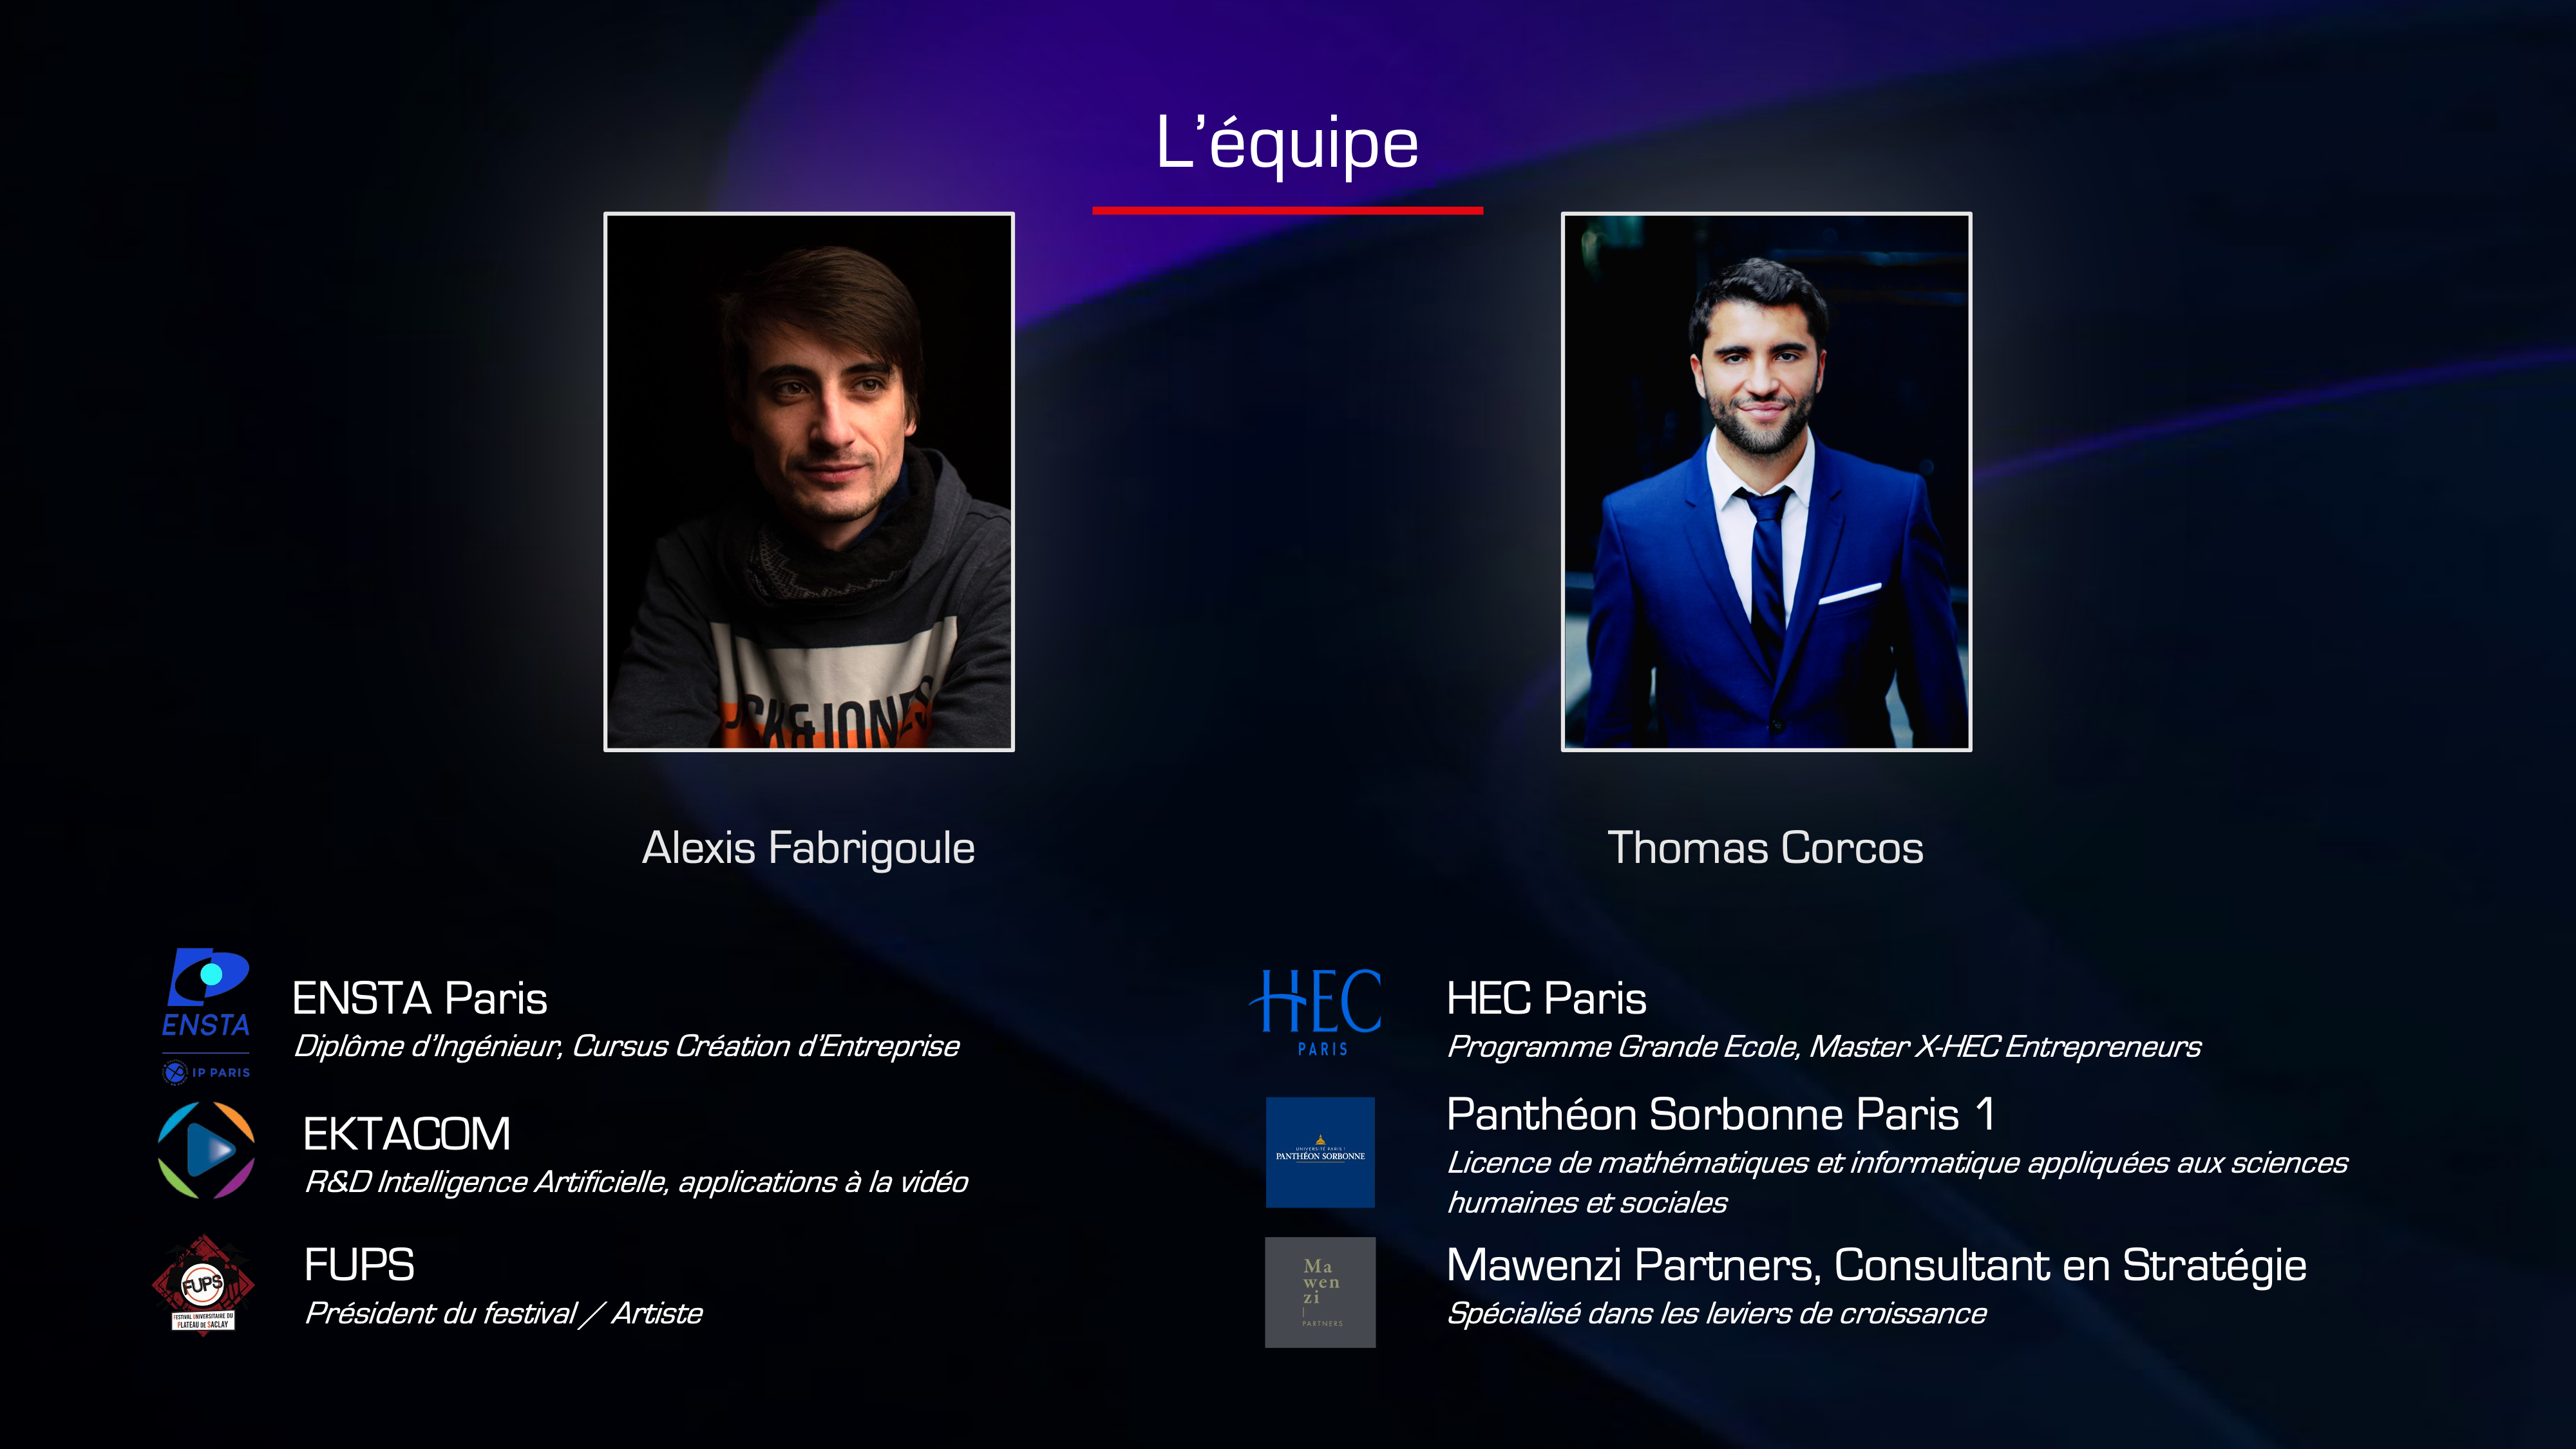 L’équipe
CK&JONES
Alexis Fabrigoule
Thomas Corcos
ENSTA
IP PARIS
ENSTA Paris
Diplôme d’Ingénieur, Cursus Création d’Entreprise
EKTACOM
R&D Intelligence Artificielle, applications à la vidéo
FUPS
FESTIVAL UNIVERSITAIRE DU
PLATEAU DE SACLAY
FUPS
Président du festival / Artiste
HEC
PARIS
HEC Paris
Programme Grande Ecole, Master X-HEC Entrepreneurs
UNIVERSITÉ PARIS 1
PANTHÉON SORBONNE
Panthéon Sorbonne Paris 1
Licence de mathématiques et informatique appliquées aux sciences
humaines et sociales
Ma
wen
zi
PARTNERS
Mawenzi Partners, Consultant en Stratégie
Spécialisé dans les leviers de croissance